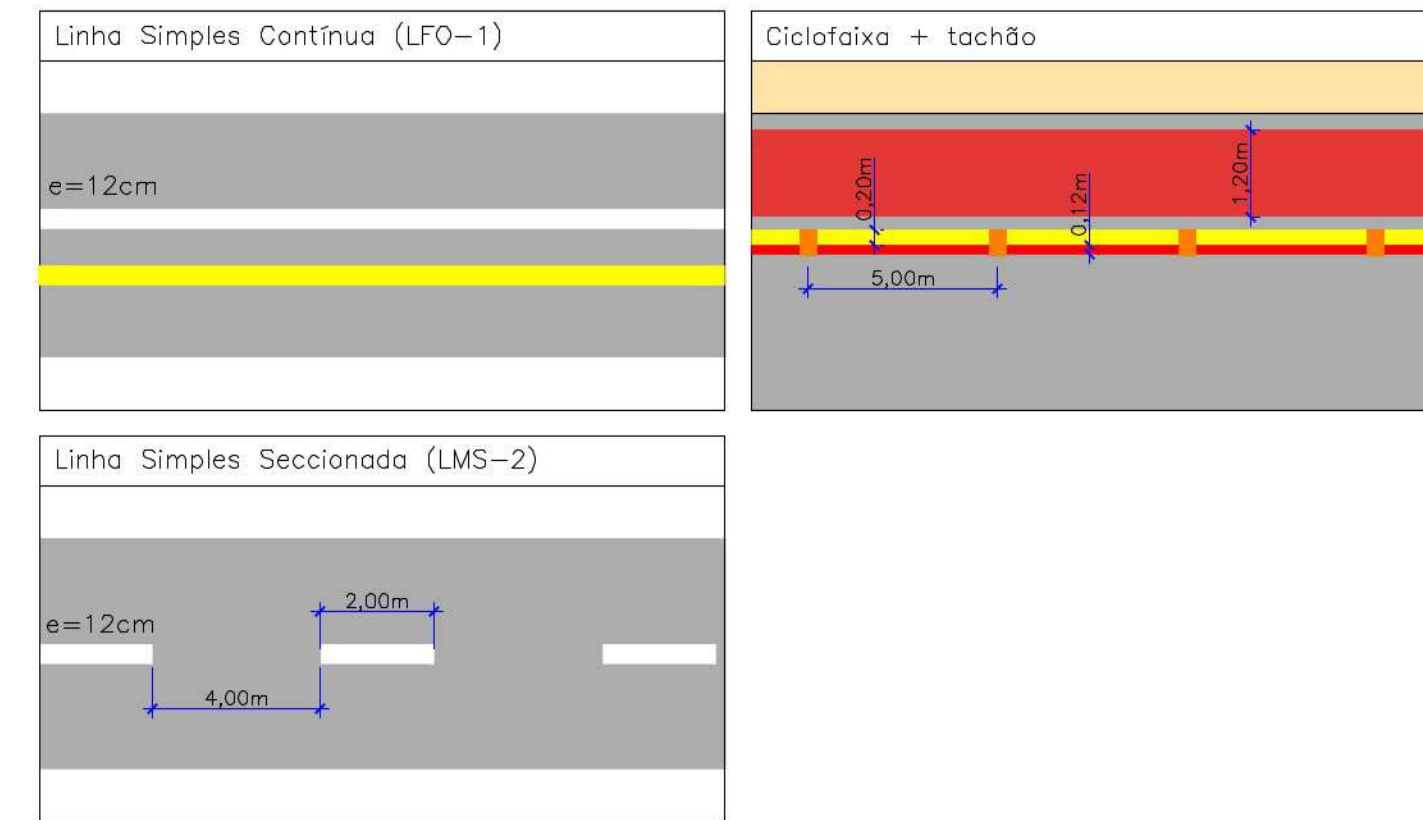 Linha Simples Contínua (LFO-1)
e=12cm
Ciclofaixa + tachão
0,20m
0,12m
1,20m
5,00m
Linha Simples Seccionada (LMS-2)
e=12cm
2,00m
4,00m